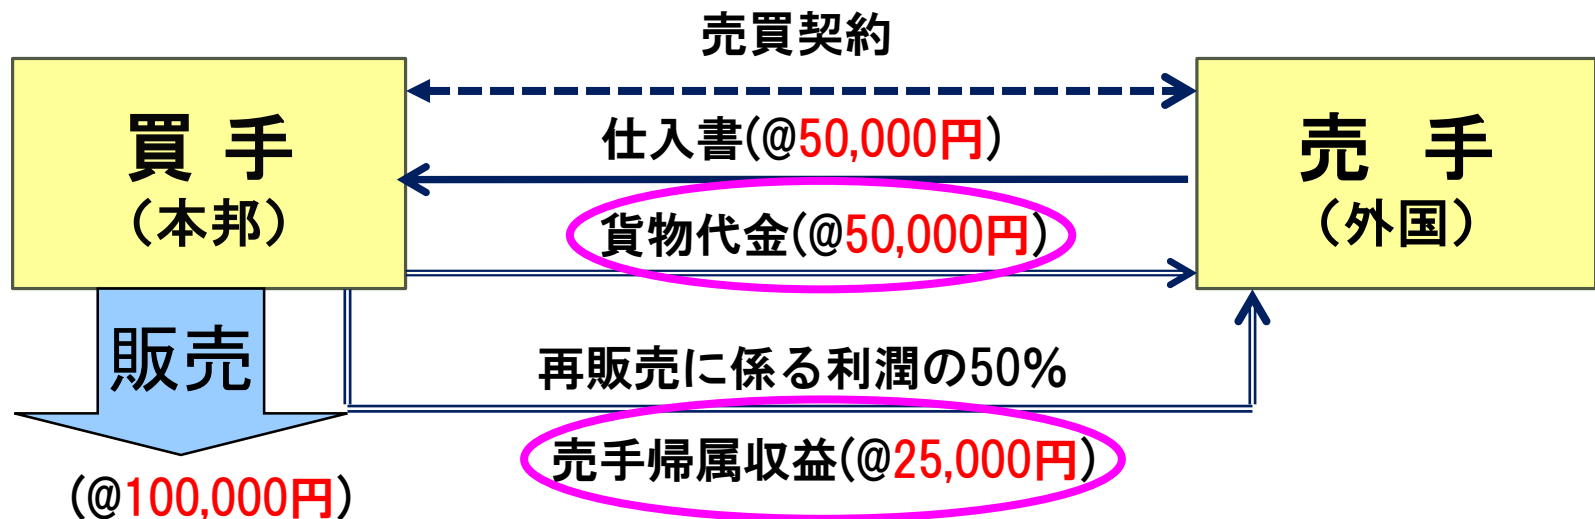 売買契約
買 手
（本邦）
仕入書(@50,000円)
売 手
（外国）
貨物代金(@50,000円)
販売
再販売に係る利潤の50%
売手帰属収益(@25,000円)
(@100,000円)